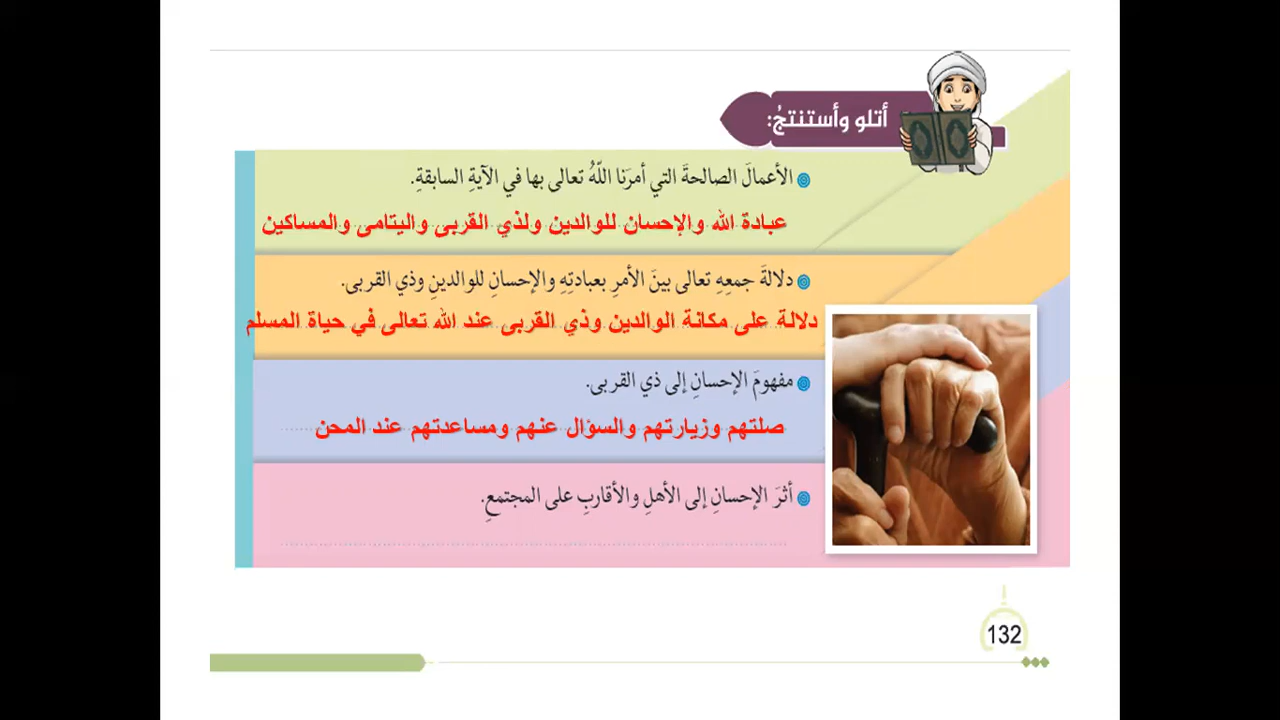 أتلو وأستنتجُ:
الأعمالَ الصالحةَ التي أمرَنا اللّهُ تعالى بها في الآيةِ السابقةِ.
عبادة الله والإحسان للوالدين ولذي القربى واليتامى والمساكين
دلالةَ جمعِهِ تعالى بينَ الأمرِ بعبادتِهِ والإحسانِ للوالدينِ وذي القربى.
دلالة على مكانة الوالدين وذي القربى عند الله تعالى في حياة المسلم
مفهومَ الإحسانِ إلى ذي القربى.
صلتهم وزيارتهم والسؤال عنهم ومساعدتهم عند المحن
أثرَ الإحسانِ إلى الأهلِ والأقاربِ على المجتمعِ.
132